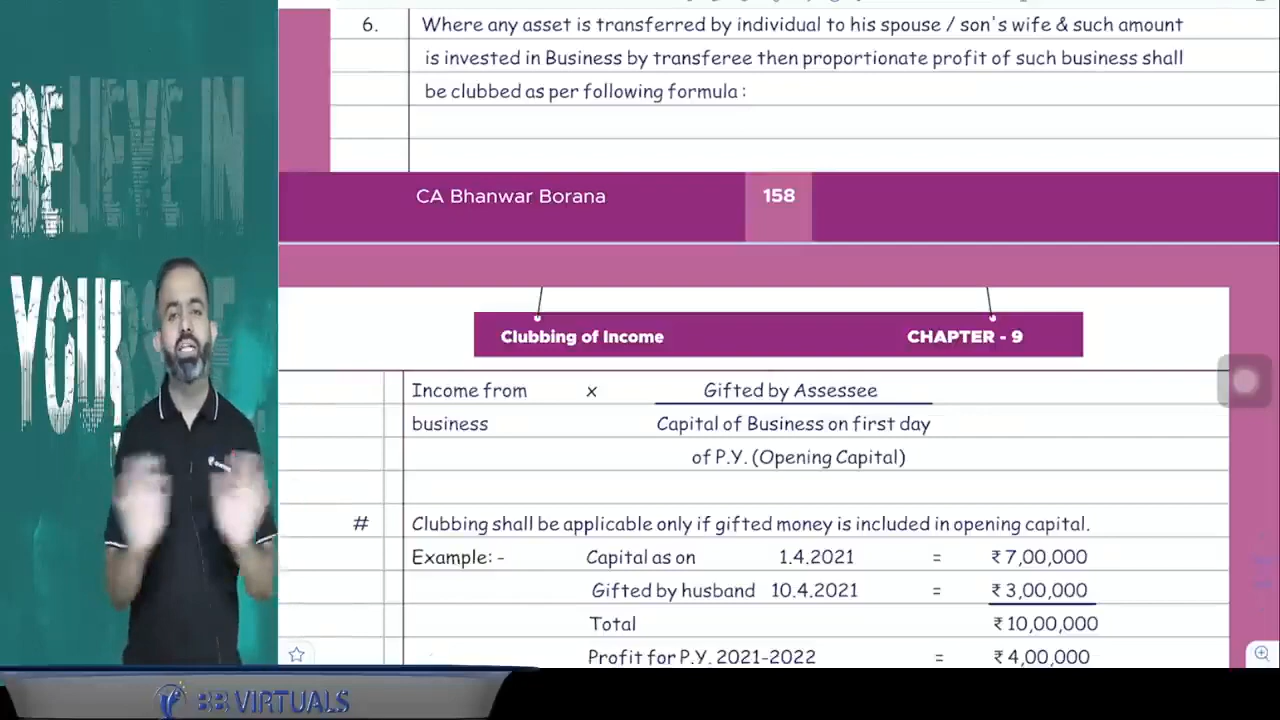 6. Where any asset is transferred by individual to his spouse / son's wife & such amount
is invested in Business by transferee then proportionate profit of such business shall
be clubbed as per following formula :
CA Bhanwar Borana 158
Clubbing of Income CHAPTER - 9
Income from x Gifted by Assessee
business Capital of Business on first day
of P.Y. (Opening Capital)
# Clubbing shall be applicable only if gifted money is included in opening capital.
Example: - Capital as on 1.4.2021 = ₹ 7,00,000
Gifted by husband 10.4.2021 = ₹ 3,00,000
Total ₹ 10,00,000
Profit for P.Y. 2021-2022 = ₹ 4,00,000
BELIEVE IN
YOU
BB VIRTUALS